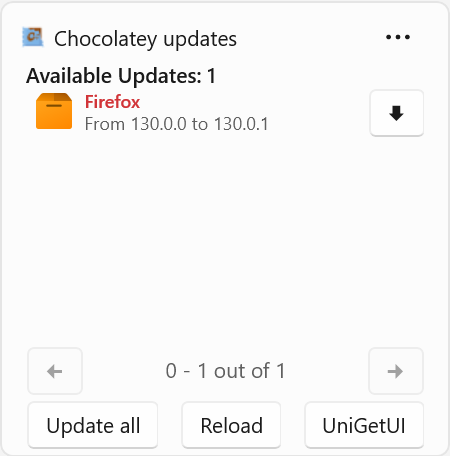 Chocolatey updates
Available Updates: 1
Firefox
From 130.0.0 to 130.0.1
0 - 1 out of 1
Update all
Reload
UniGetUI